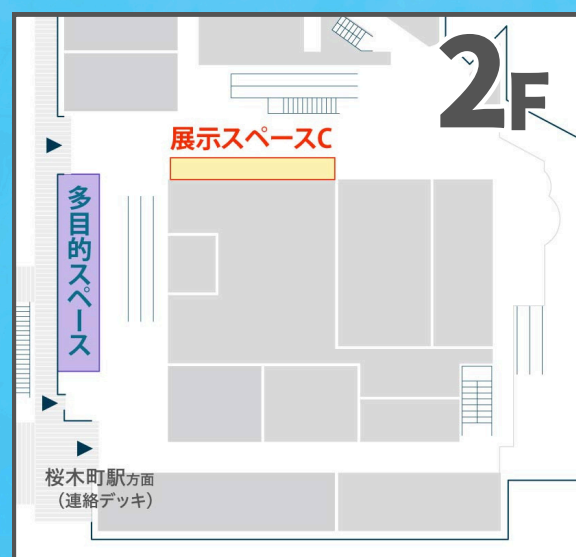 2F
展示スペースC
多目的スペース
桜木町駅方面
（連絡デッキ）